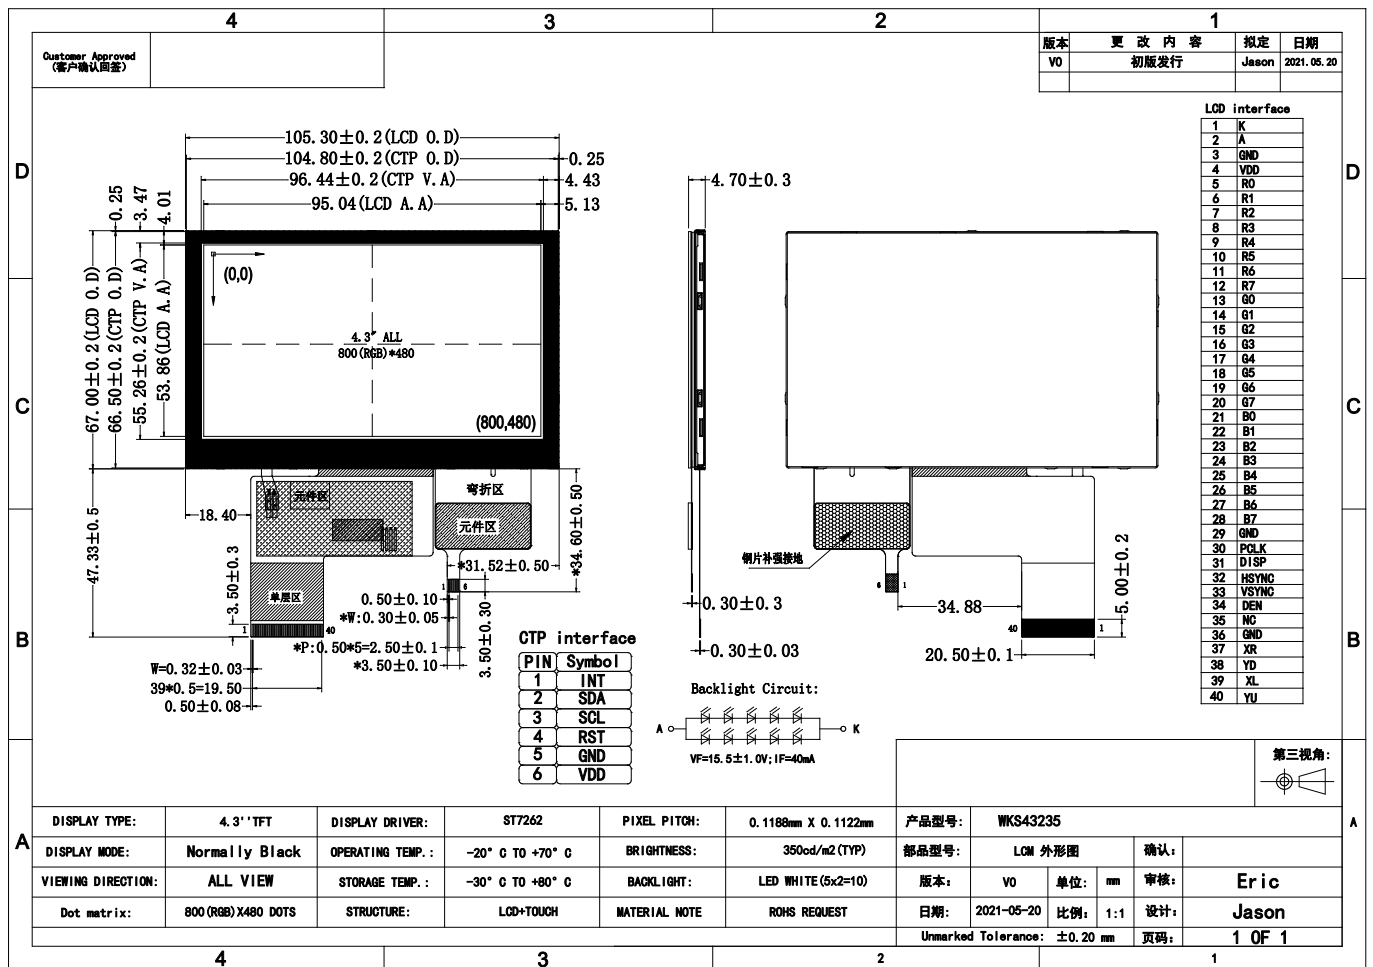 4 3 2 1
Customer Approved
(客户确认回签)
版本 更 改 内 容 拟定 日期
V0 初版发行 Jason 2021.05.20
D
C
B
A
105.30±0.2(LCD O.D)
104.80±0.2(CTP O.D)
0.25
96.44±0.2(CTP V.A)
4.43
95.04(LCD A.A)
5.13
0.25
3.47
4.01
67.00±0.2(LCD O.D)
66.50±0.2(CTP O.D)
55.26±0.2(CTP V.A)
53.86(LCD A.A)
(0,0)
4.3" ALL
800(RGB)*480
(800,480)
47.33±0.5
18.40
3.50±0.3
元件区
单层区
弯折区
元件区
1 40
1 6
*34.60±0.50
*31.52±0.50
0.50±0.10
*W:0.30±0.05
*P:0.50*5=2.50±0.1
*3.50±0.10
3.50±0.30
W=0.32±0.03
39*0.5=19.50
0.50±0.08
4.70±0.3
0.30±0.3
0.30±0.03
钢片补强接地
6 1
34.88
40 1
20.50±0.1
5.00±0.2
CTP interface
PIN Symbol
1 INT
2 SDA
3 SCL
4 RST
5 GND
6 VDD
Backlight Circuit:
A K
VF=15.5±1.0V;IF=40mA
LCD interface
1 K
2 A
3 GND
4 VDD
5 R0
6 R1
7 R2
8 R3
9 R4
10 R5
11 R6
12 R7
13 G0
14 G1
15 G2
16 G3
17 G4
18 G5
19 G6
20 G7
21 B0
22 B1
23 B2
24 B3
25 B4
26 B5
27 B6
28 B7
29 GND
30 PCLK
31 DISP
32 HSYNC
33 VSYNC
34 DEN
35 NC
36 GND
37 XR
38 YD
39 XL
40 YU
D
C
B
A
第三视角:
DISPLAY TYPE: 4.3''TFT DISPLAY DRIVER: ST7262 PIXEL PITCH: 0.1188mm X 0.1122mm 产品型号: WKS43235
DISPLAY MODE: Normally Black OPERATING TEMP.: -20° C TO +70° C BRIGHTNESS: 350cd/m2(TYP) 部品型号: LCM 外形图 确认:
VIEWING DIRECTION: ALL VIEW STORAGE TEMP.: -30° C TO +80° C BACKLIGHT: LED WHITE(5x2=10) 版本: V0 单位: mm 审核: Eric
Dot matrix: 800(RGB)X480 DOTS STRUCTURE: LCD+TOUCH MATERIAL NOTE ROHS REQUEST 日期: 2021-05-20 比例: 1:1 设计: Jason
Unmarked Tolerance: ±0.20 mm 页码: 1 OF 1
4 3 2 1